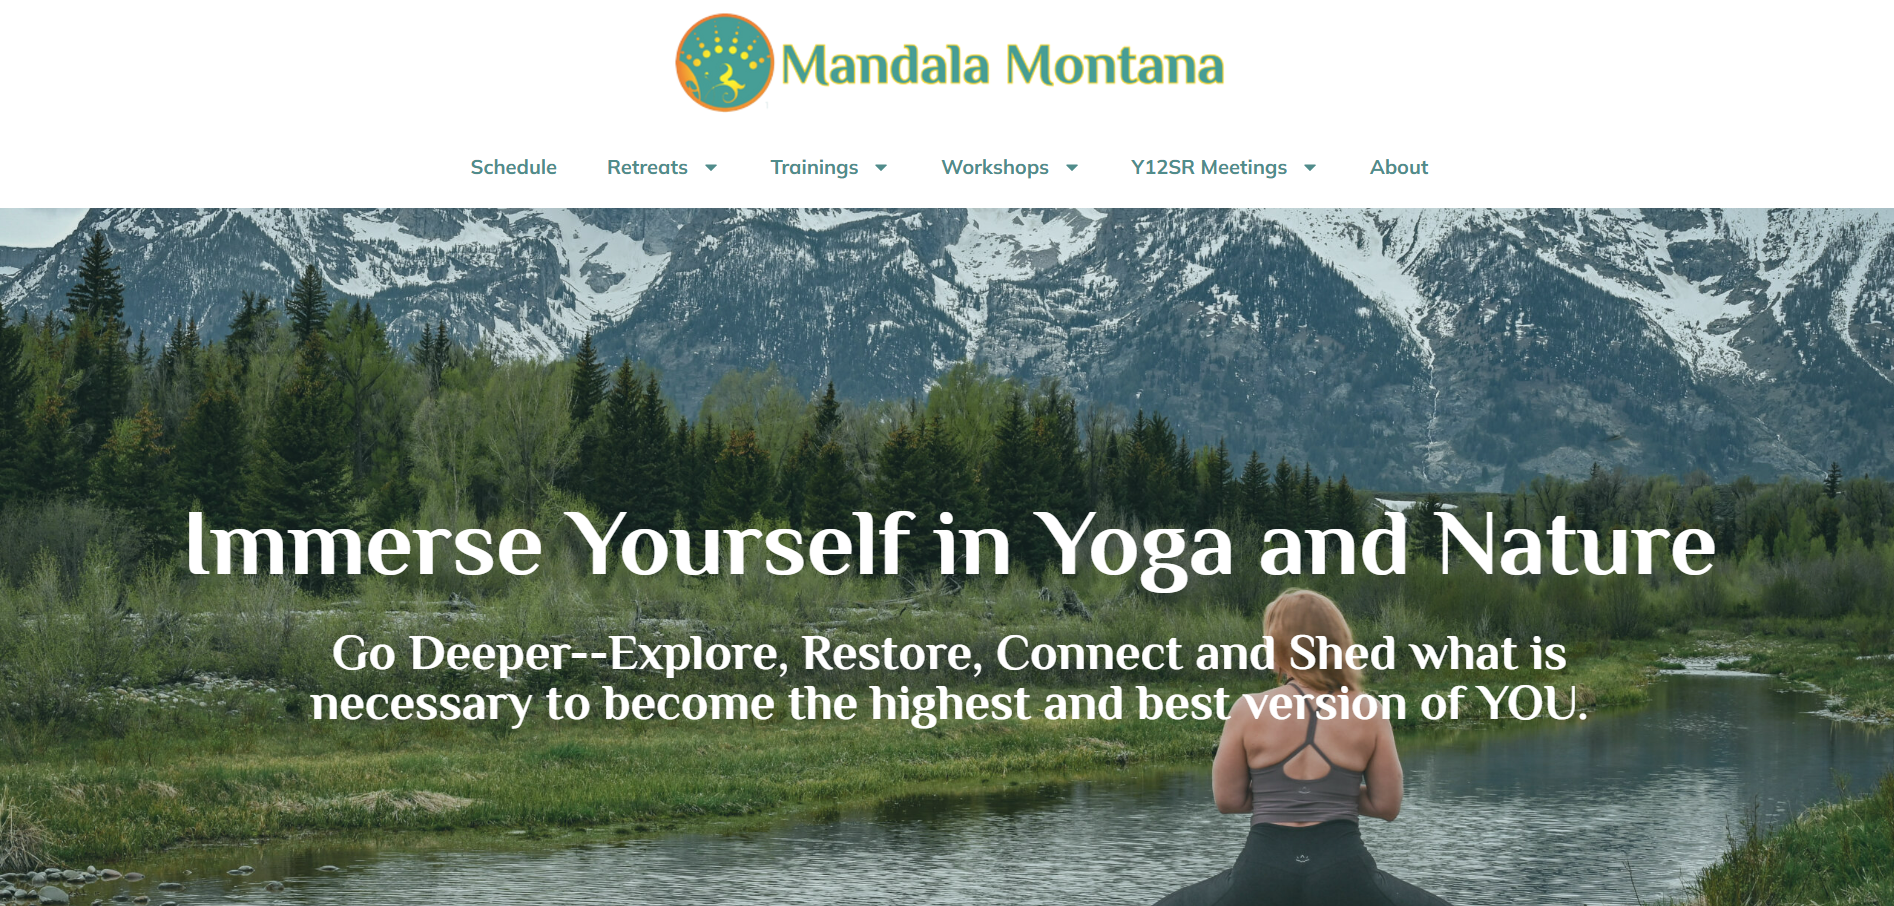 Mandala Montana
Schedule Retreats Trainings Workshops Y12SR Meetings About
Immerse Yourself in Yoga and Nature
Go Deeper--Explore, Restore, Connect and Shed what is
necessary to become the highest and best version of YOU.